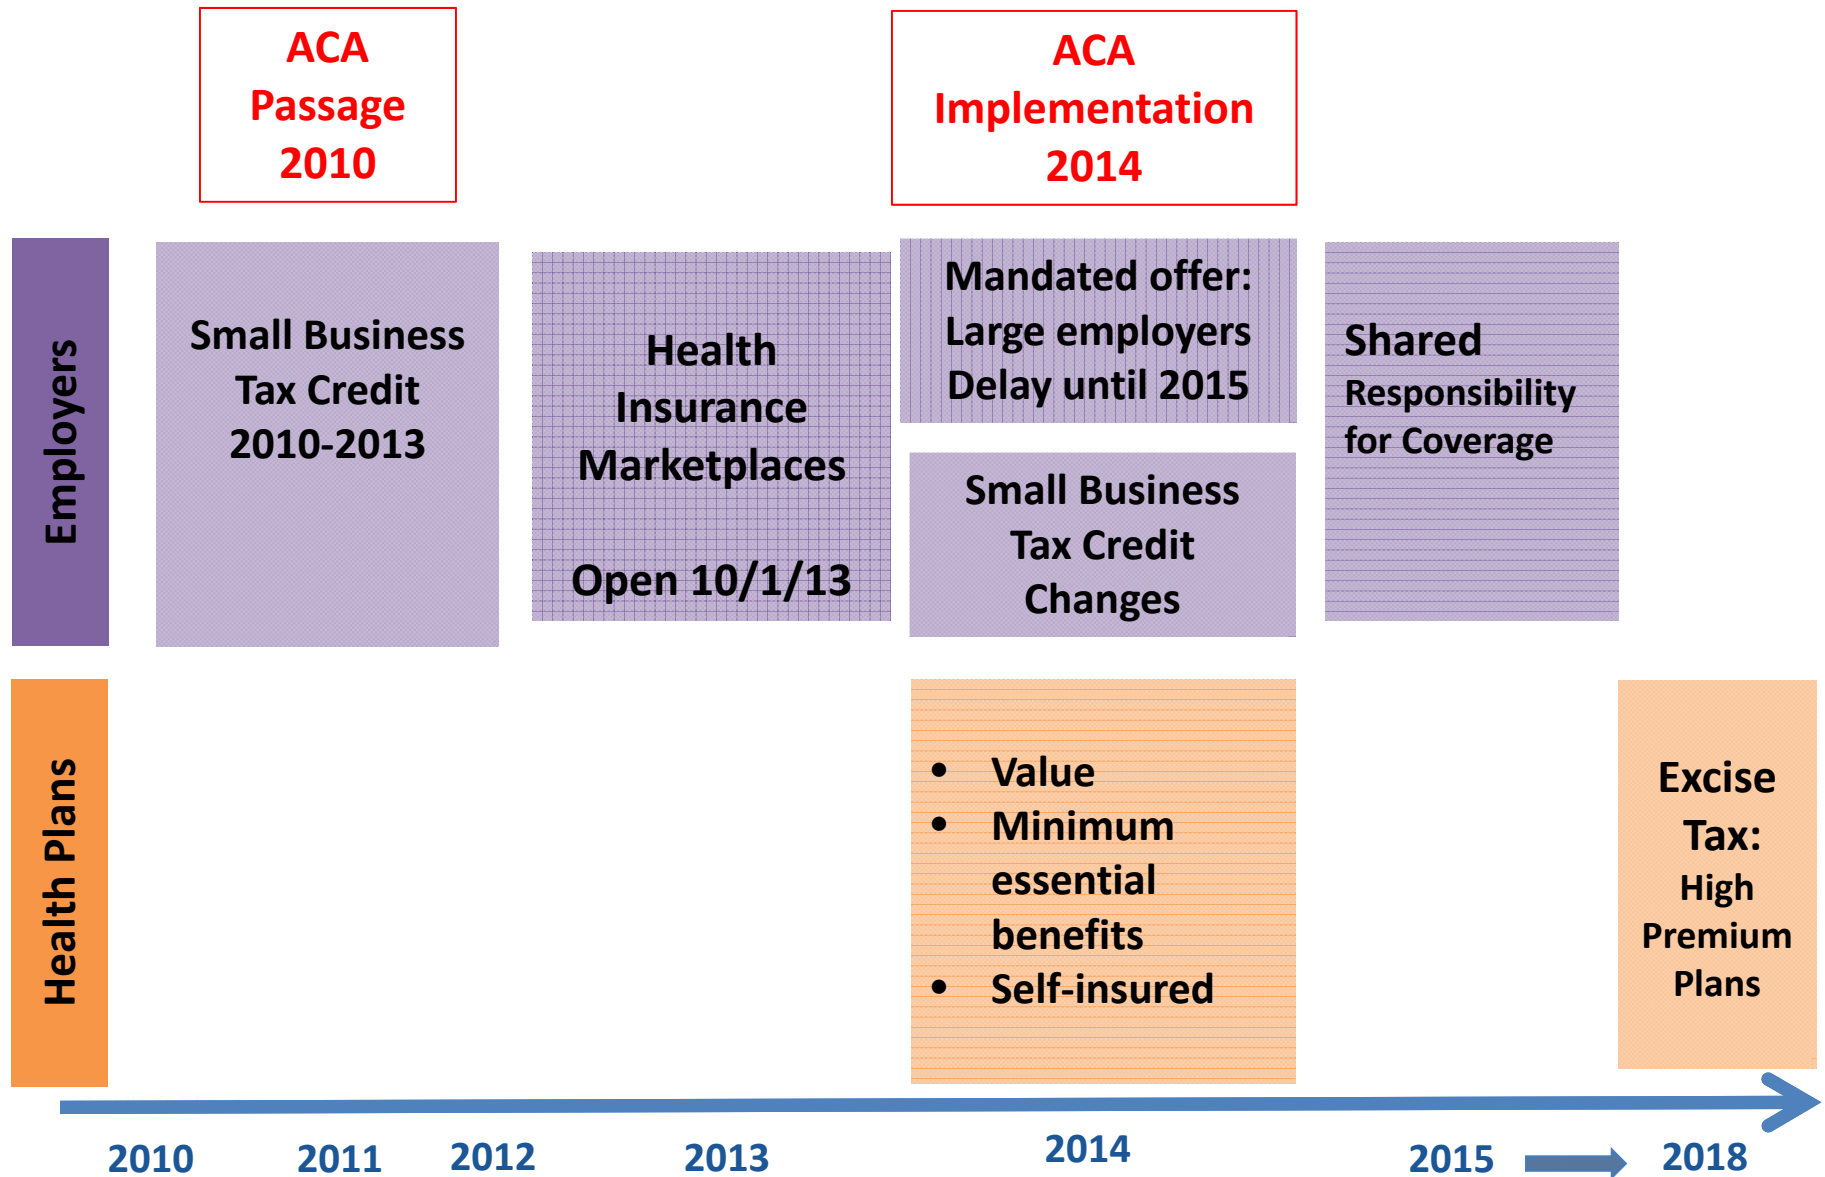 ACA
Passage
2010
ACA
Implementation
2014
Employers
Small Business
Tax Credit
2010-2013
Health
Insurance
Marketplaces
Open 10/1/13
Mandated offer:
Large employers
Delay until 2015
Small Business
Tax Credit
Changes
Shared
Responsibility
for Coverage
Health Plans
• Value
• Minimum
essential
benefits
• Self-insured
Excise
Tax:
High
Premium
Plans
2010 2011 2012 2013 2014 2015 2018